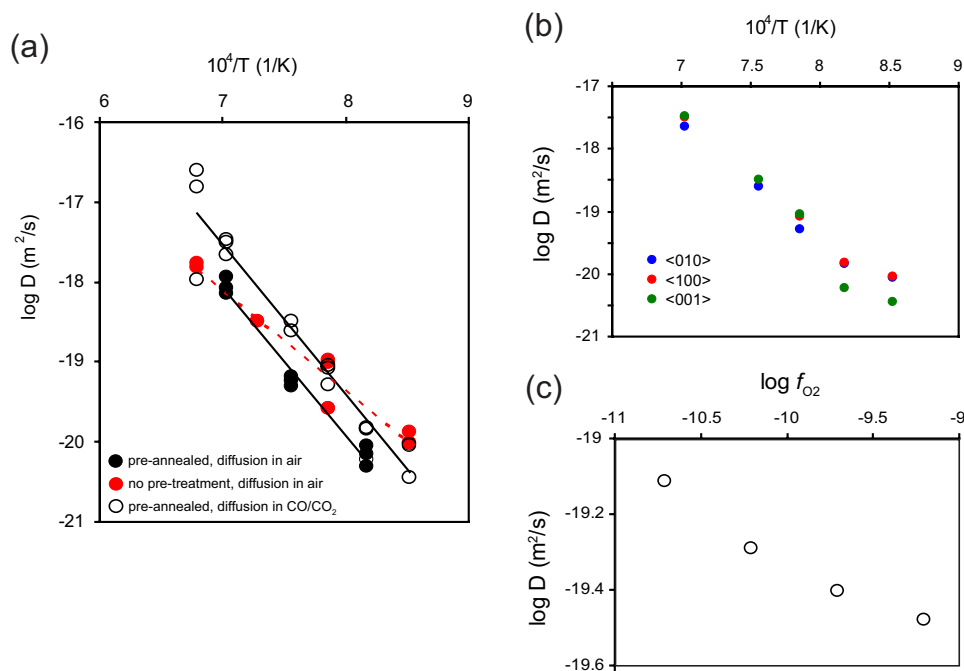 (a)
10⁴/T (1/K)
6 7 8 9
-16
-17
-18
-19
-20
-21
log D (m²/s)
pre-annealed, diffusion in air
no pre-treatment, diffusion in air
pre-annealed, diffusion in CO/CO₂
(b)
10⁴/T (1/K)
7 7.5 8 8.5 9
-17
-18
-19
-20
-21
log D (m²/s)
<010>
<100>
<001>
(c)
log fO2
-11 -10.5 -10 -9.5 -9
-19
-19.2
-19.4
-19.6
log D (m²/s)